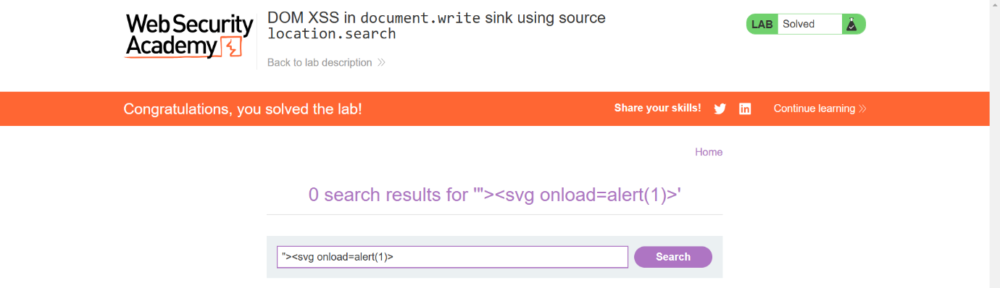 Web Security
Academy
DOM XSS in document.write sink using source
location.search
Back to lab description
LAB Solved
Congratulations, you solved the lab!
Share your skills!
Continue learning
Home
0 search results for '"><svg onload=alert(1)>'
"><svg onload=alert(1)>
Search